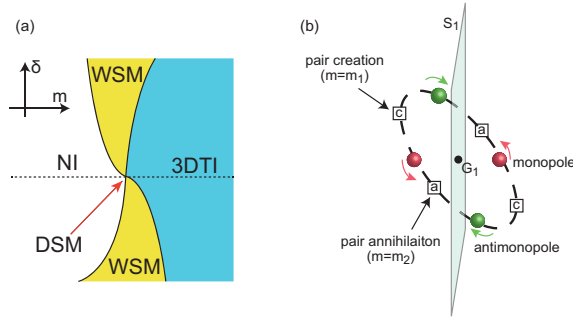 (a)
δ
m
WSM
NI
3DTI
DSM
WSM
(b)
S1
pair creation
(m=m1)
c
a
G1
monopole
a
c
pair annihilaiton
(m=m2)
antimonopole